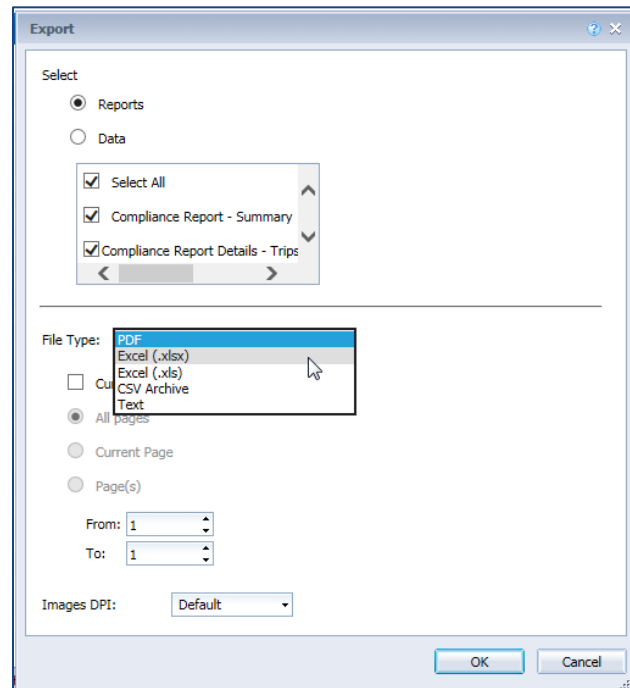 Export
Select
Reports
Data
Select All
Compliance Report - Summary
Compliance Report Details - Trips
File Type:
PDF
Excel (.xlsx)
Excel (.xls)
CSV Archive
Text
All pages
Current Page
Page(s)
From: 1
To: 1
Images DPI: Default
OK Cancel